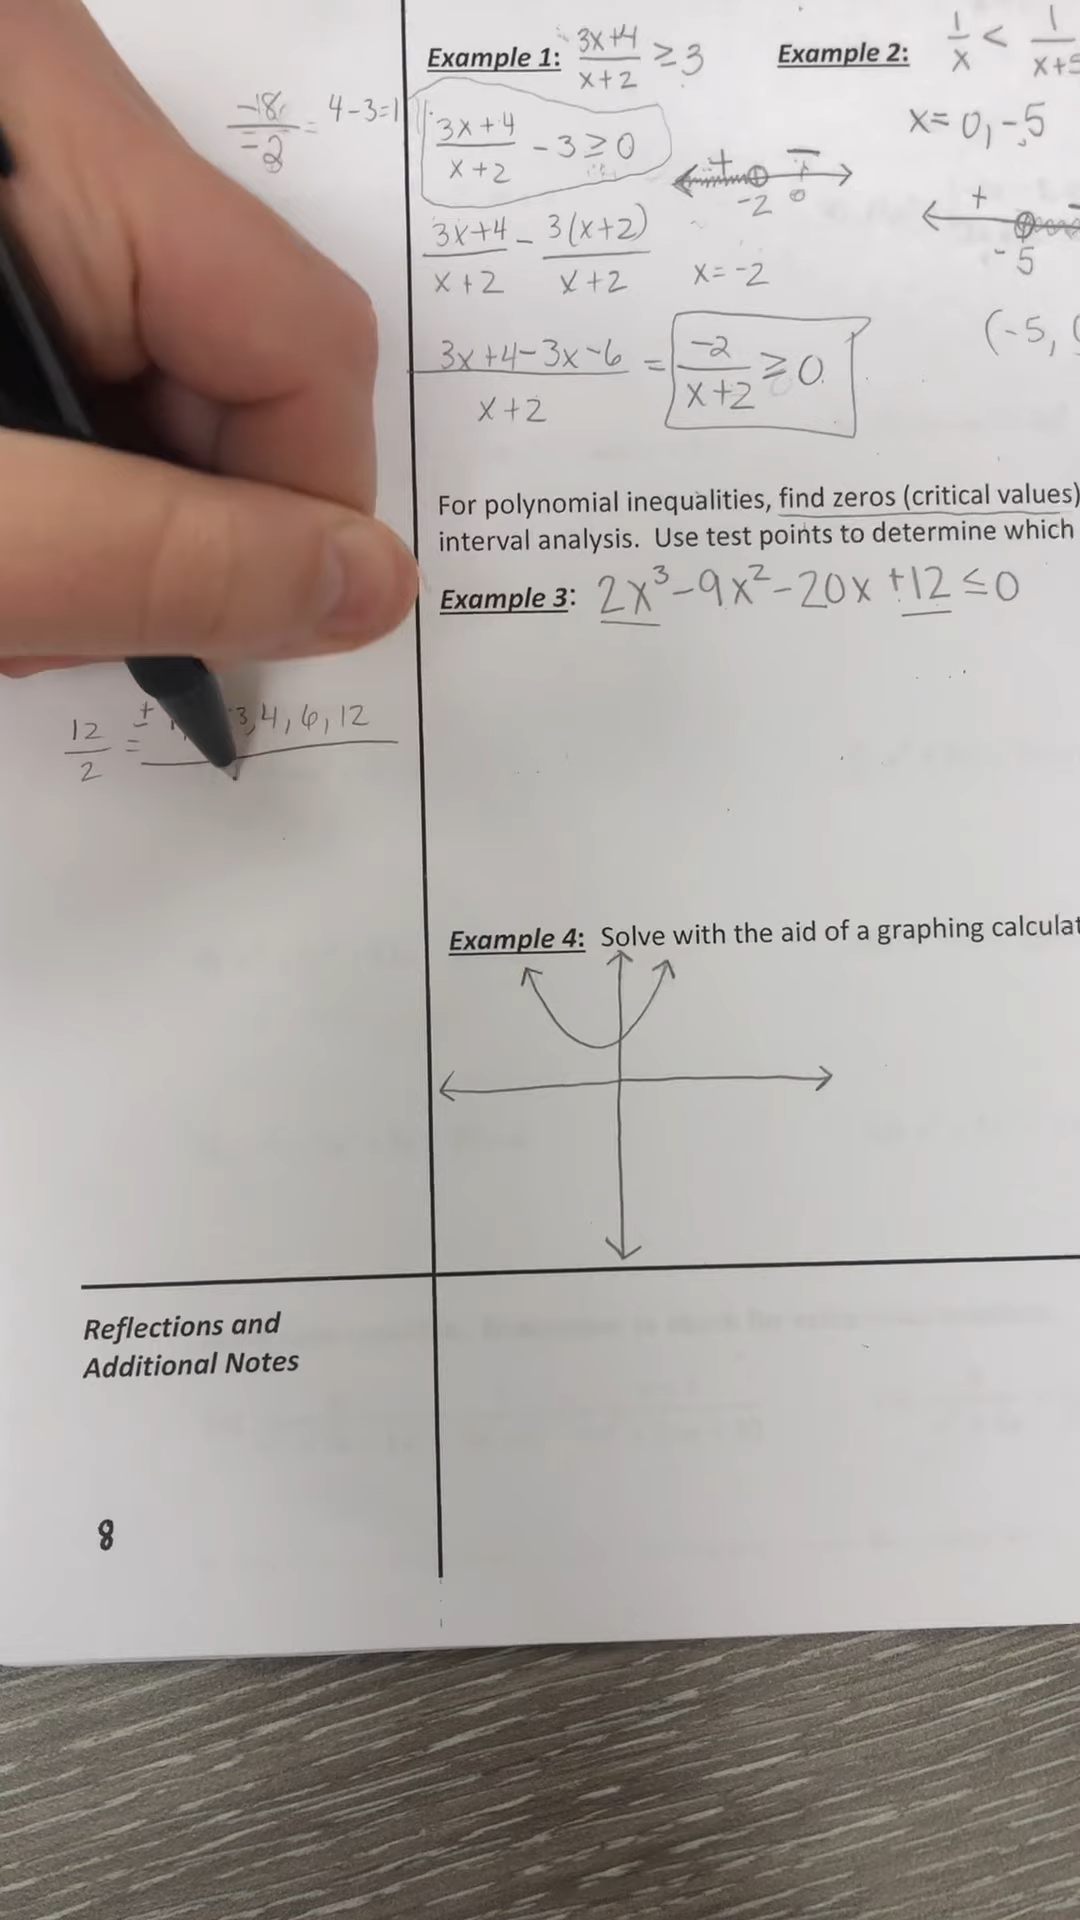 Example 1: 3x+4/x+2 ≥ 3
-18/-2 = 4-3=1
3x+4/x+2 - 3 ≥ 0
+ -
-2 0
3x+4/x+2 - 3(x+2)/x+2
x=-2
3x+4-3x-6/x+2 = -2/x+2 ≥ 0
Example 2: 1/x < 1/x+5
x= 0,-5
+ -
-5
(-5,
For polynomial inequalities, find zeros (critical values)
interval analysis. Use test points to determine which
Example 3: 2x³-9x²-20x+12≤0
12/2 = ± 3,4,6,12
Example 4: Solve with the aid of a graphing
Reflections and
Additional Notes
8